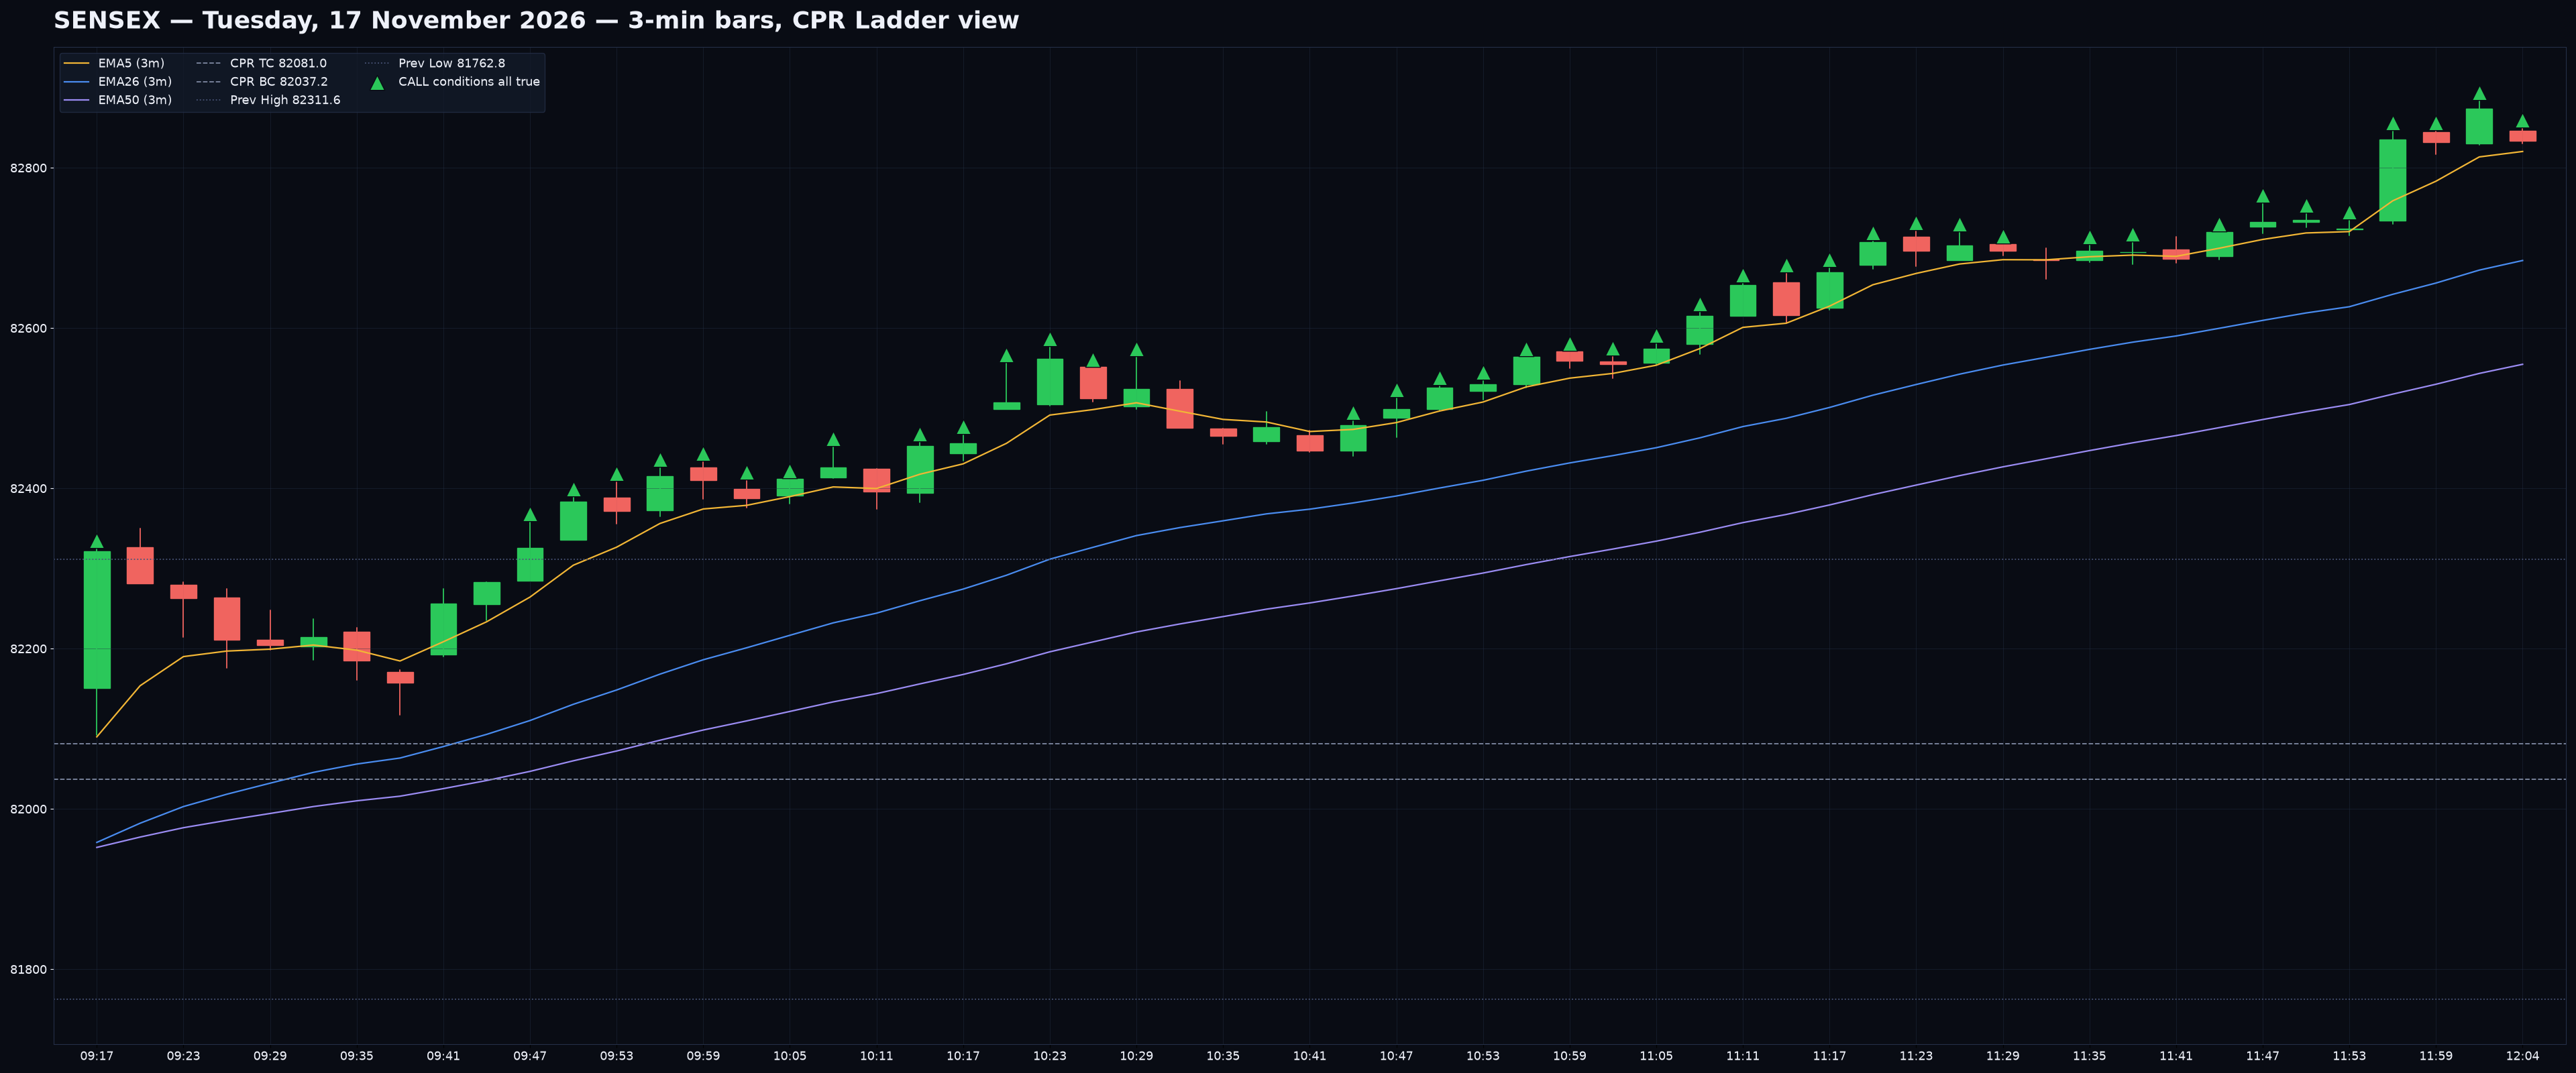 SENSEX — Tuesday, 17 November 2026 — 3-min bars, CPR Ladder view
EMA5 (3m)
EMA26 (3m)
EMA50 (3m)
CPR TC 82081.0
CPR BC 82037.2
Prev High 82311.6
Prev Low 81762.8
CALL conditions all true
82800
82600
82400
82200
82000
81800
09:17 09:23 09:29 09:35 09:41 09:47 09:53 09:59 10:05 10:11 10:17 10:23 10:29 10:35 10:41 10:47 10:53 10:59 11:05 11:11 11:17 11:23 11:29 11:35 11:41 11:47 11:53 11:59 12:04